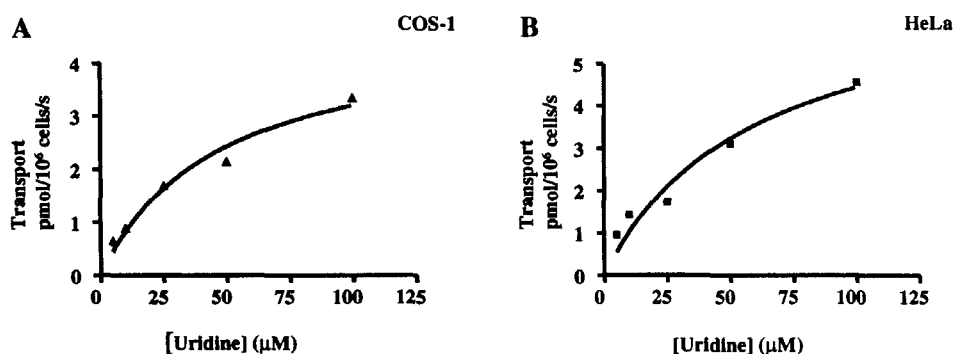 A
COS-1
Transport
pmol/10⁶ cells/s
4
3
2
1
0
0
25
50
75
100
125
[Uridine] (μM)
B
HeLa
Transport
pmol/10⁶ cells/s
5
4
3
2
1
0
0
25
50
75
100
125
[Uridine] (μM)